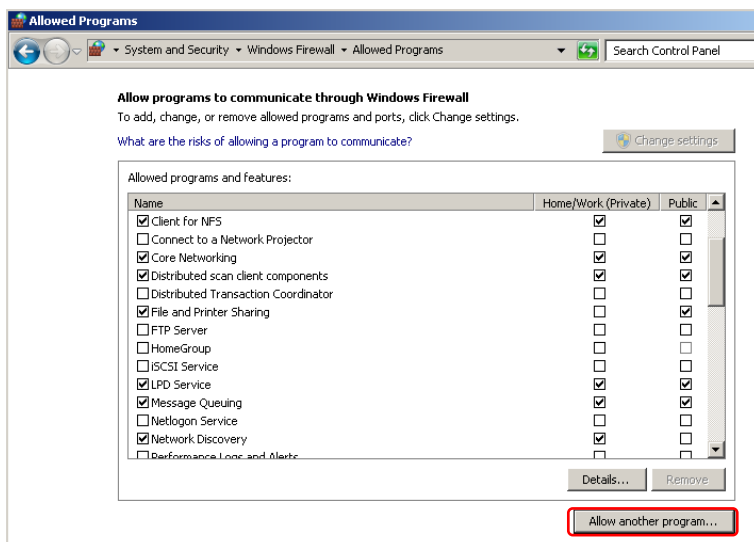 Allowed Programs
System and Security Windows Firewall Allowed Programs Search Control Panel
Allow programs to communicate through Windows Firewall
To add, change, or remove allowed programs and ports, click Change settings.
What are the risks of allowing a program to communicate? Change settings
Allowed programs and features:
Name Home/Work (Private) Public
Client for NFS
Connect to a Network Projector
Core Networking
Distributed scan client components
Distributed Transaction Coordinator
File and Printer Sharing
FTP Server
HomeGroup
iSCSI Service
LPD Service
Message Queuing
Netlogon Service
Network Discovery
Performance Logs and Alerts
Details... Remove
Allow another program...